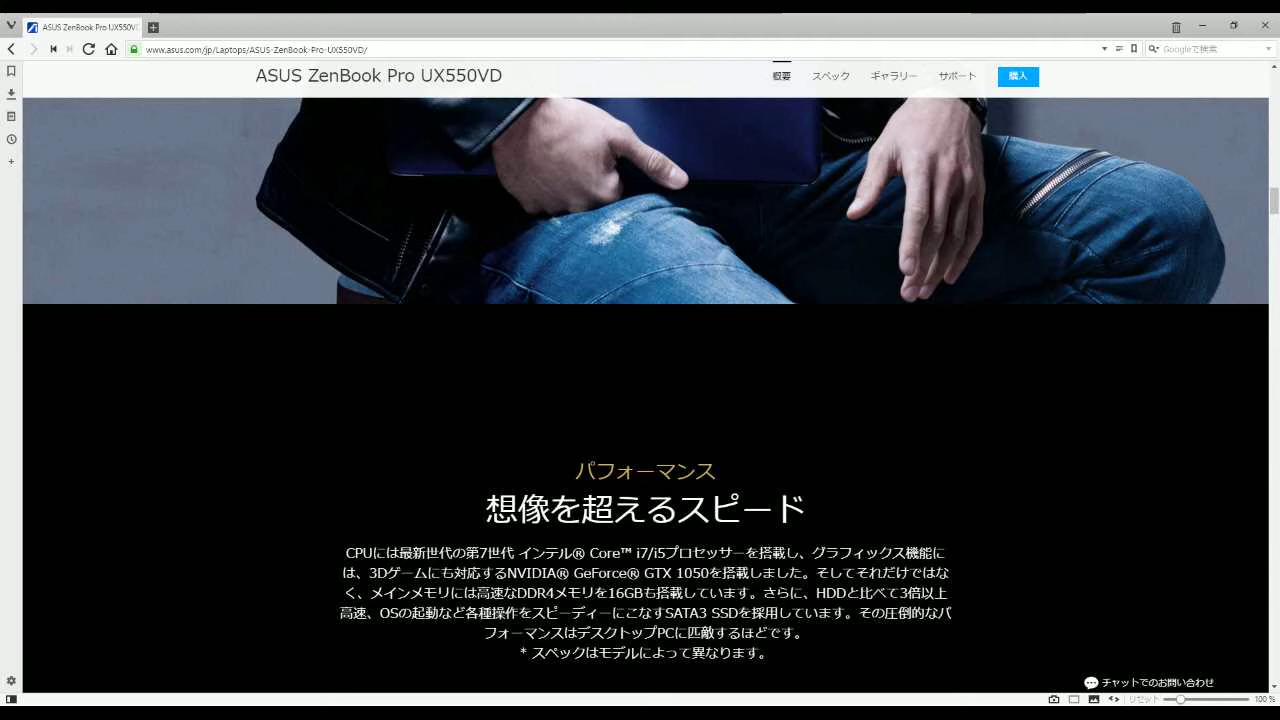 ASUS ZenBook Pro UX550VD
www.asus.com/jp/Laptops/ASUS-ZenBook-Pro-UX550VD/
Googleで検索
ASUS ZenBook Pro UX550VD
概要
スペック
ギャラリー
サポート
購入
パフォーマンス
想像を超えるスピード
CPUには最新世代の第7世代 インテル® Core™ i7/i5プロセッサーを搭載し、グラフィックス機能に
は、3Dゲームにも対応するNVIDIA® GeForce® GTX 1050を搭載しました。そしてそれだけではな
く、メインメモリには高速なDDR4メモリを16GBも搭載しています。さらに、HDDと比べて3倍以上
高速、OSの起動など各種操作をスピーディーにこなすSATA3 SSDを採用しています。その圧倒的なパ
フォーマンスはデスクトップPCに匹敵するほどです。
* スペックはモデルによって異なります。
チャットでのお問い合わせ
リセット
100 %